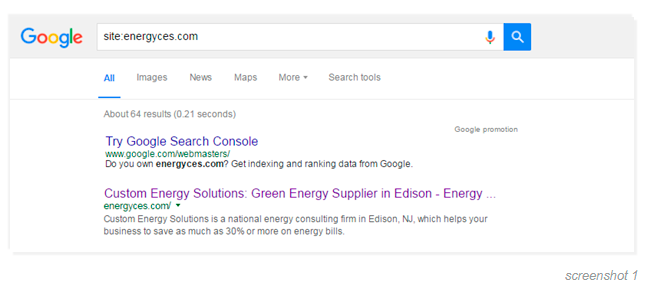 Google site:energyces.com
All Images News Maps More Search tools
About 64 results (0.21 seconds)
Google promotion
Try Google Search Console
www.google.com/webmasters/
Do you own energyces.com? Get indexing and ranking data from Google.
Custom Energy Solutions: Green Energy Supplier in Edison - Energy ...
energyces.com/
Custom Energy Solutions is a national energy consulting firm in Edison, NJ, which helps your
business to save as much as 30% or more on energy bills.
screenshot 1